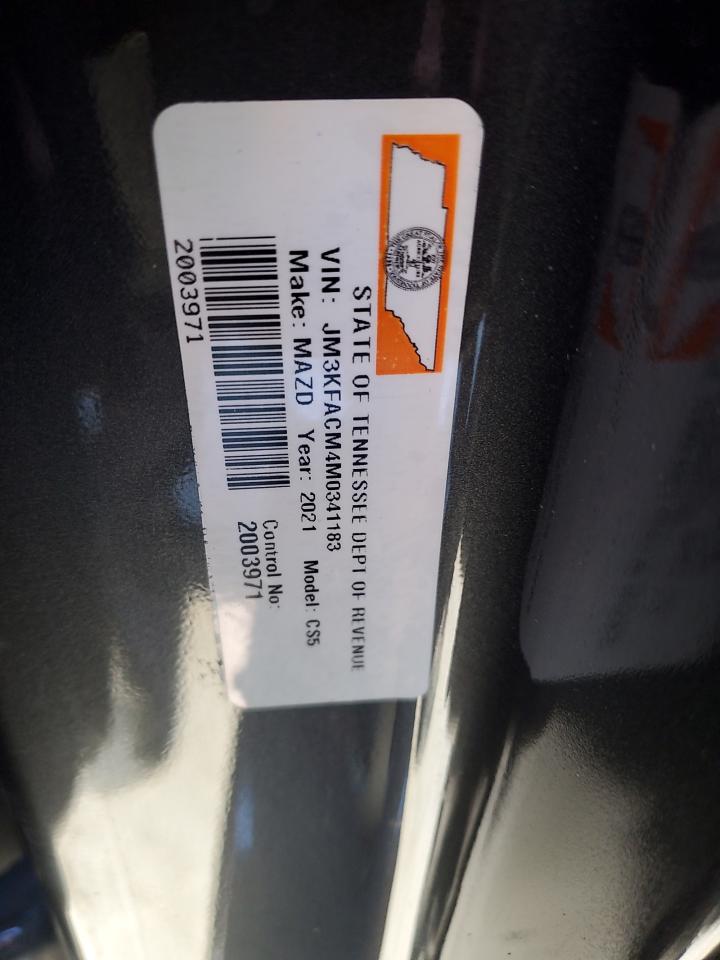 STATE OF TENNESSEE DEPT OF REVENUE
VIN: JM3KFACM4M0341183
Make: MAZD Year: 2021 Model: CS5
Control No:
2003971
2003971